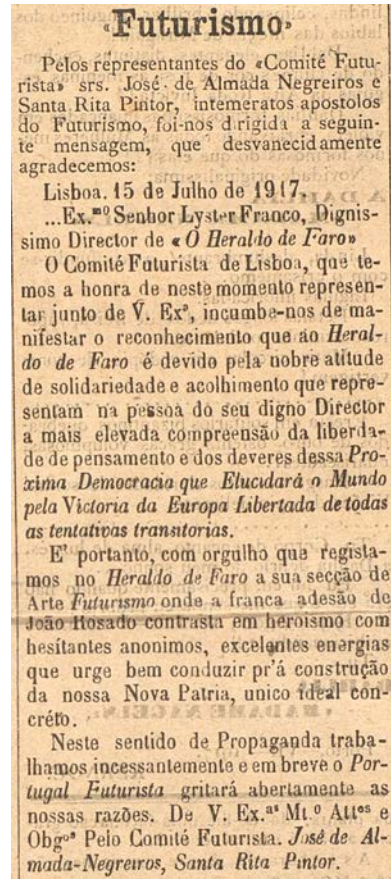 «Futurismo»
Pelos representantes do «Comité Futu-
rista» srs. José de Almada Negreiros e
Santa Rita Pintor, intemeratos apostolos
do Futurismo, foi-nos dirigida a seguin-
te mensagem, que desvanecidamente
agradecemos:
Lisboa, 15 de Julho de 1917.
...Ex.mº Senhor Lyster Franco, Dignis-
simo Director de « O Heraldo de Faro»
O Comité Futurista de Lisboa, que te-
mos a honra de neste momento represen-
tar junto de V. Exª, incumbe-nos de ma-
nifestar o reconhecimento que ao Heral-
do de Faro é devido pela nobre atitude
de solidariedade e acolhimento que repre-
sentam na pessoa do seu digno Director
a mais elevada compreensão da liberda-
de de pensamento e dos deveres dessa Pro-
xima Democracia que Elucidará o Mundo
pela Victoria da Europa Libertada de todas
as tentativas transitorias.
E' portanto, com orgulho que regista-
mos no Heraldo de Faro a sua secção de
Arte Futurismo onde a franca adesão de
João Rosado contrasta em heroismo com
hesitantes anonimos, excelentes energias
que urge bem conduzir pr'á construção
da nossa Nova Patria, unico ideal con-
créto.
Neste sentido de Propaganda traba-
lhamos incessantemente e em breve o Por-
tugal Futurista gritará abertamente as
nossas razões. De V. Ex.as Mt.º Attos e
Obgos Pelo Comité Futurista. José de Al-
mada-Negreiros, Santa Rita Pintor.